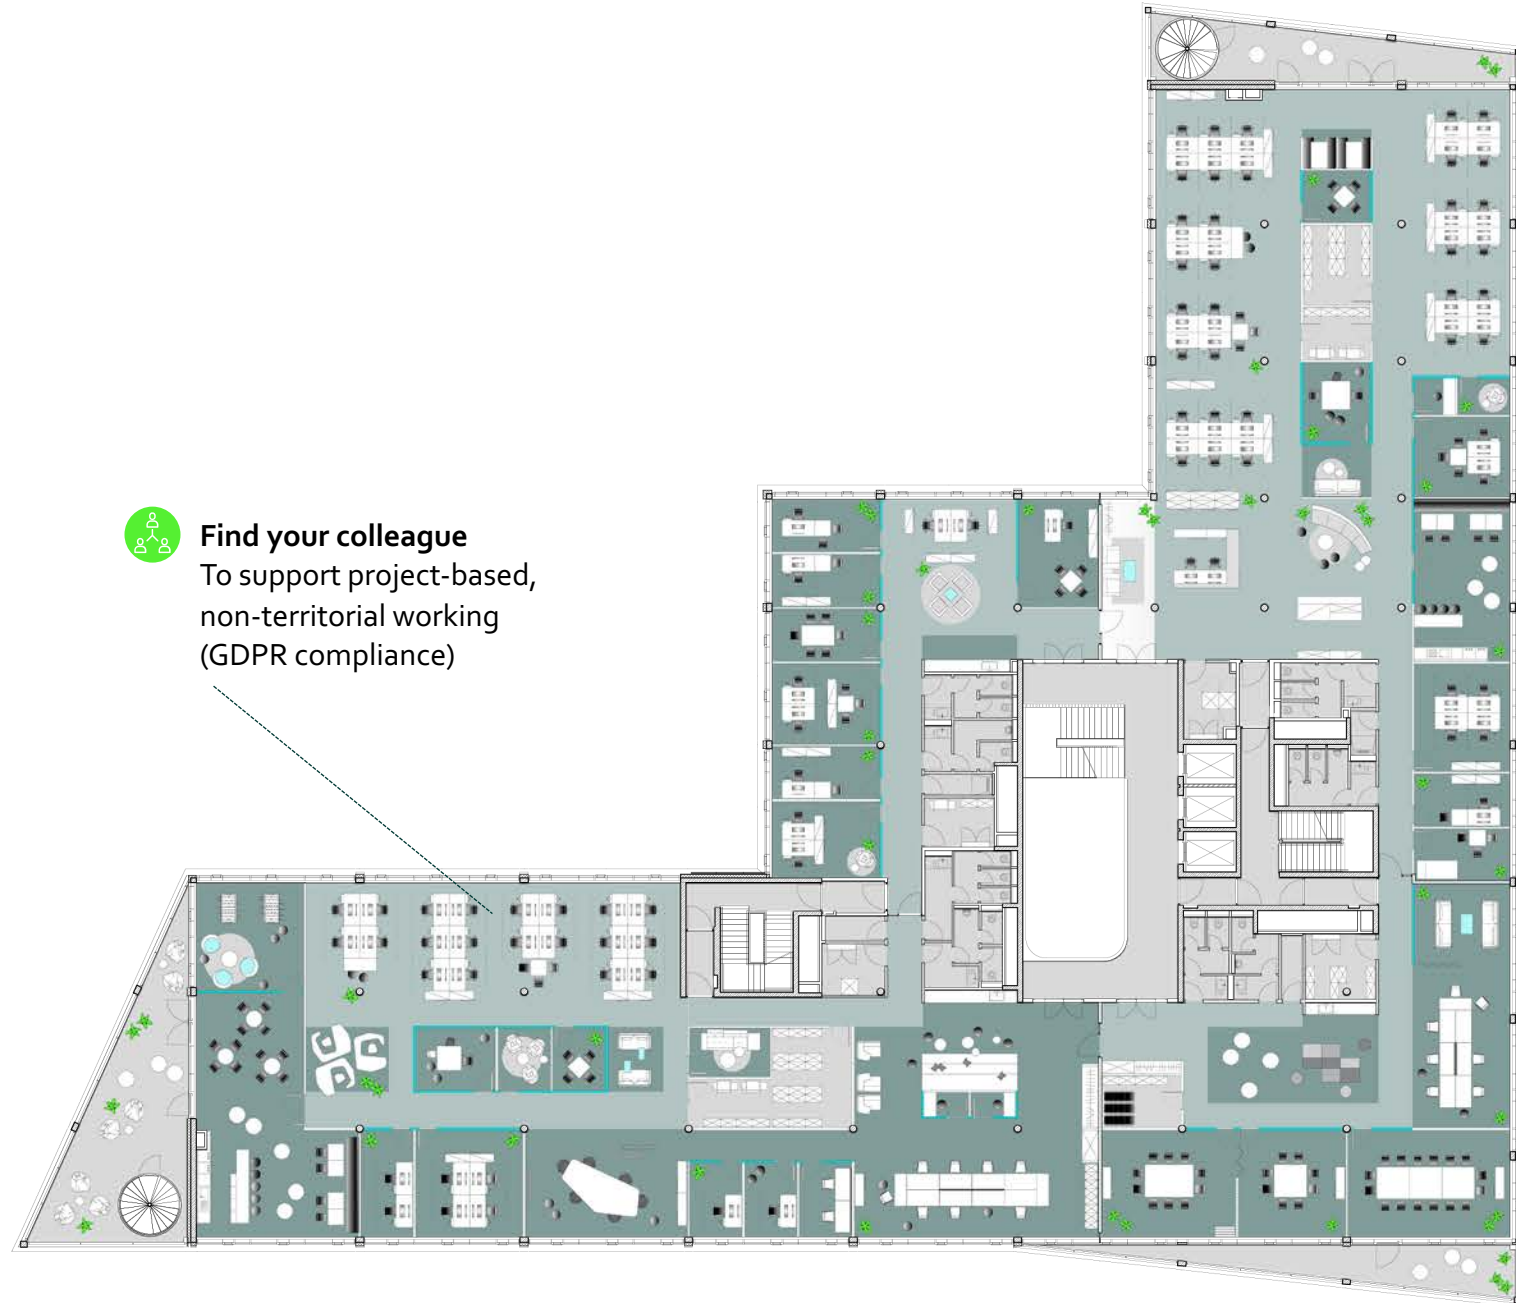 Find your colleague
To support project-based,
non-territorial working
(GDPR compliance)